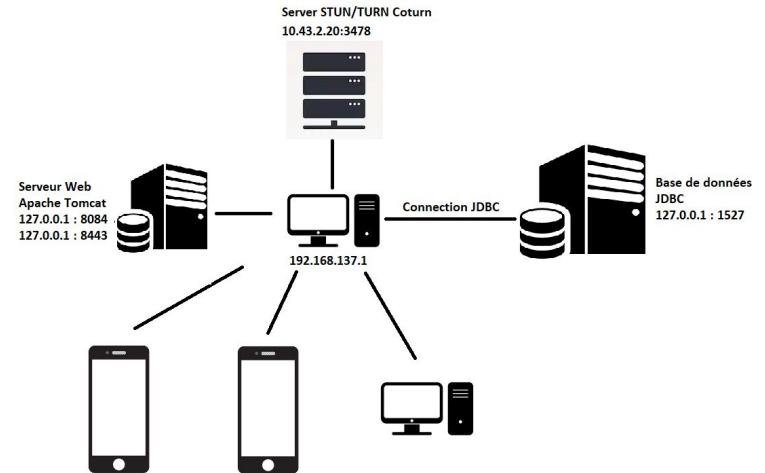 Server STUN/TURN Coturn
10.43.2.20:3478
Serveur Web
Apache Tomcat
127.0.0.1 : 8084
127.0.0.1 : 8443
Connection JDBC
Base de données
JDBC
127.0.0.1 : 1527
192.168.137.1